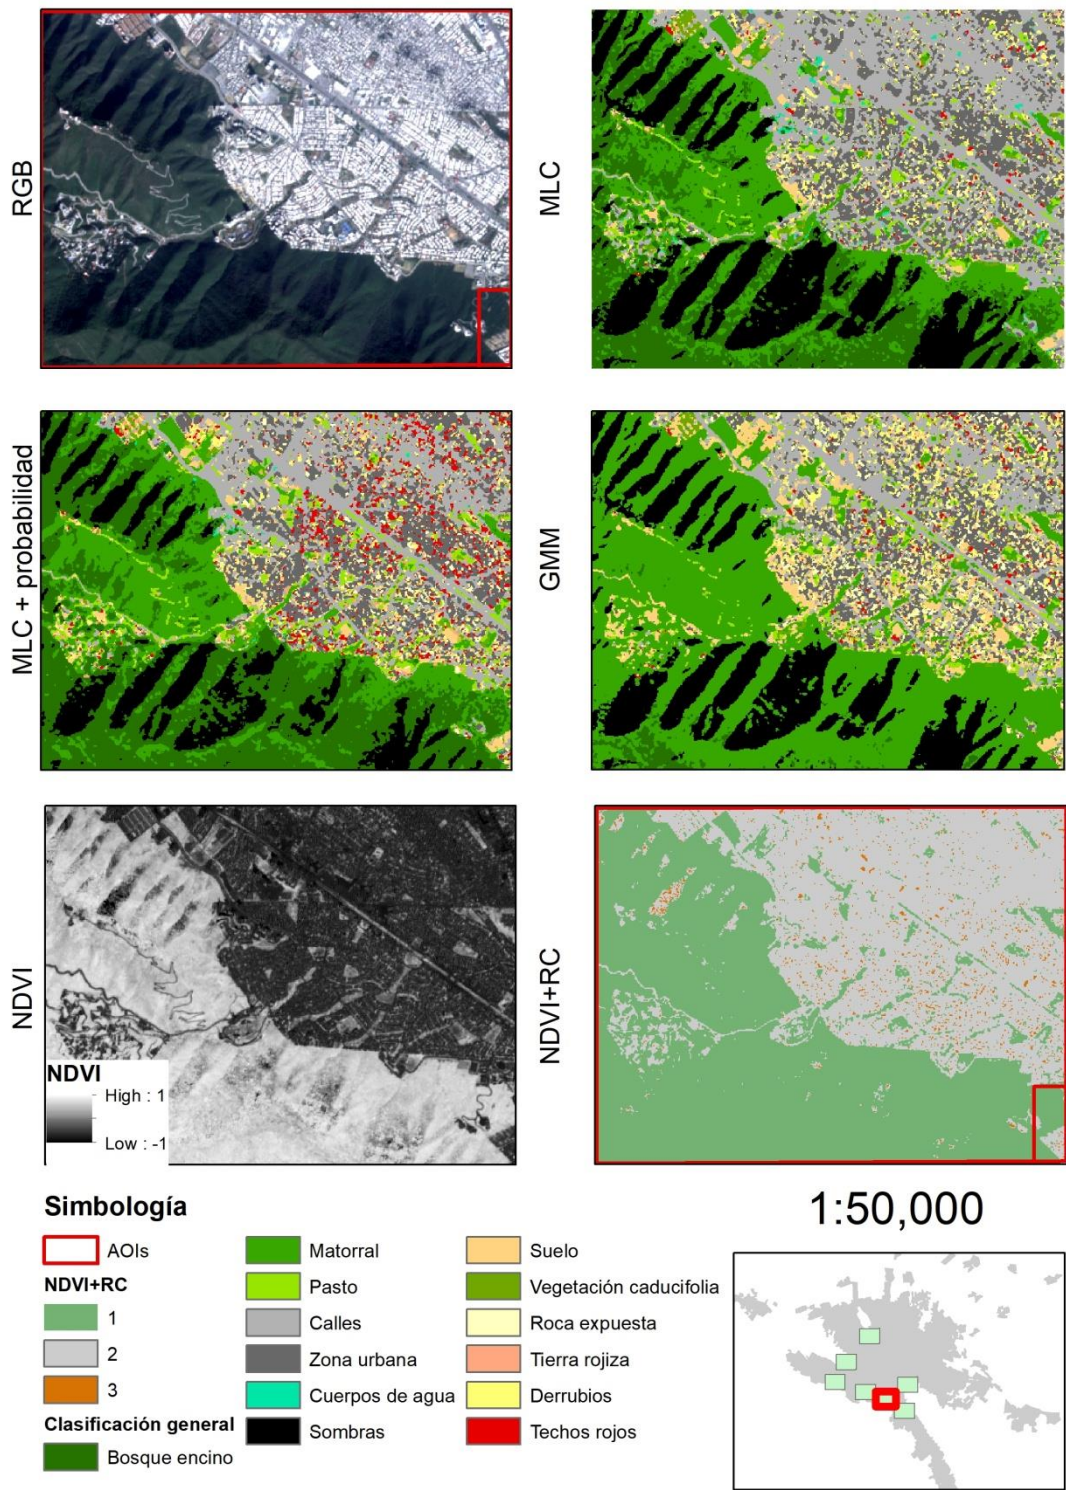 RGB
MLC
MLC + probabilidad
GMM
NDVI
NDVI
High : 1
Low : -1
NDVI+RC
Simbología
AOIs
NDVI+RC
1
2
3
Clasificación general
Bosque encino
Matorral
Pasto
Calles
Zona urbana
Cuerpos de agua
Sombras
Suelo
Vegetación caducifolia
Roca expuesta
Tierra rojiza
Derrubios
Techos rojos
1:50,000